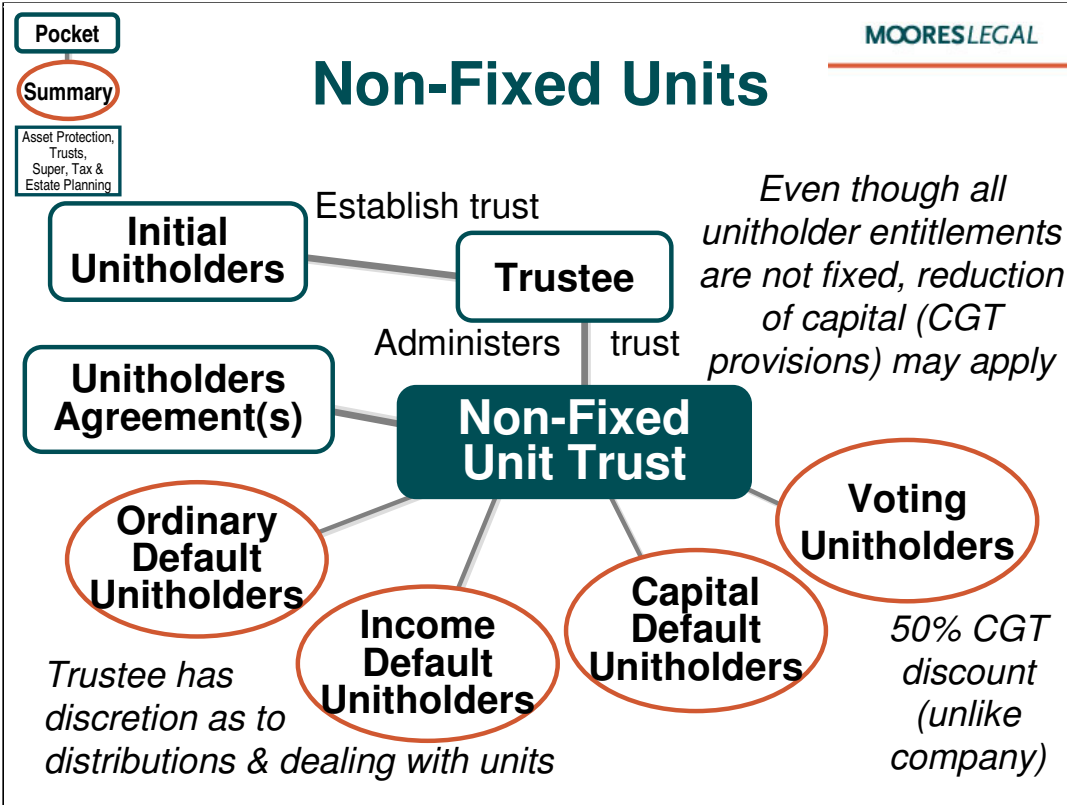 Pocket
Summary
Asset Protection,
Trusts,
Super, Tax &
Estate Planning
MOORESLEGAL
Non-Fixed Units
Initial
Unitholders
Establish trust
Trustee
Even though all
unitholder entitlements
are not fixed, reduction
of capital (CGT
provisions) may apply
Administers trust
Unitholders
Agreement(s)
Non-Fixed
Unit Trust
Ordinary
Default
Unitholders
Income
Default
Unitholders
Capital
Default
Unitholders
Voting
Unitholders
Trustee has
discretion as to
distributions & dealing with units
50% CGT
discount
(unlike
company)